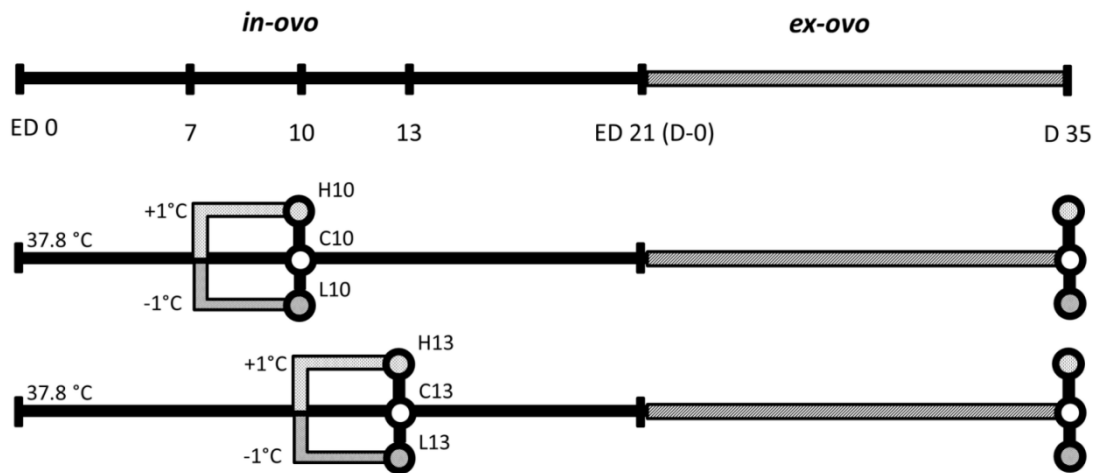 in-ovo ex-ovo
ED 0 7 10 13 ED 21 (D-0) D 35
H10
+1°C
37.8 °C C10
L10
-1°C
H13
+1°C
37.8 °C C13
L13
-1°C